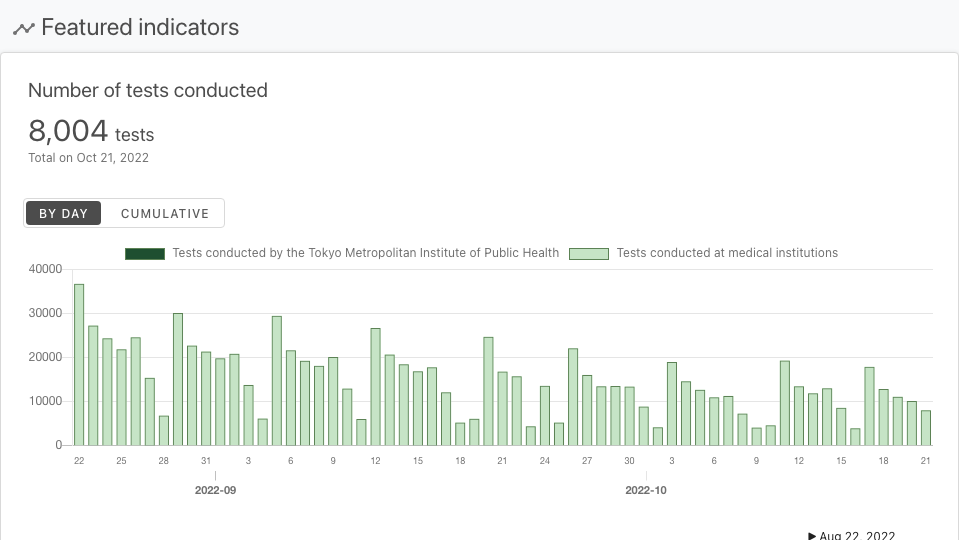 Featured indicators
Number of tests conducted
8,004 tests
Total on Oct 21, 2022
BY DAY CUMULATIVE
Tests conducted by the Tokyo Metropolitan Institute of Public Health Tests conducted at medical institutions
40000
30000
20000
10000
0
22 25 28 31 3 6 9 12 15 18 21 24 27 30 3 6 9 12 15 18 21
2022-09 2022-10
Aug 22, 2022